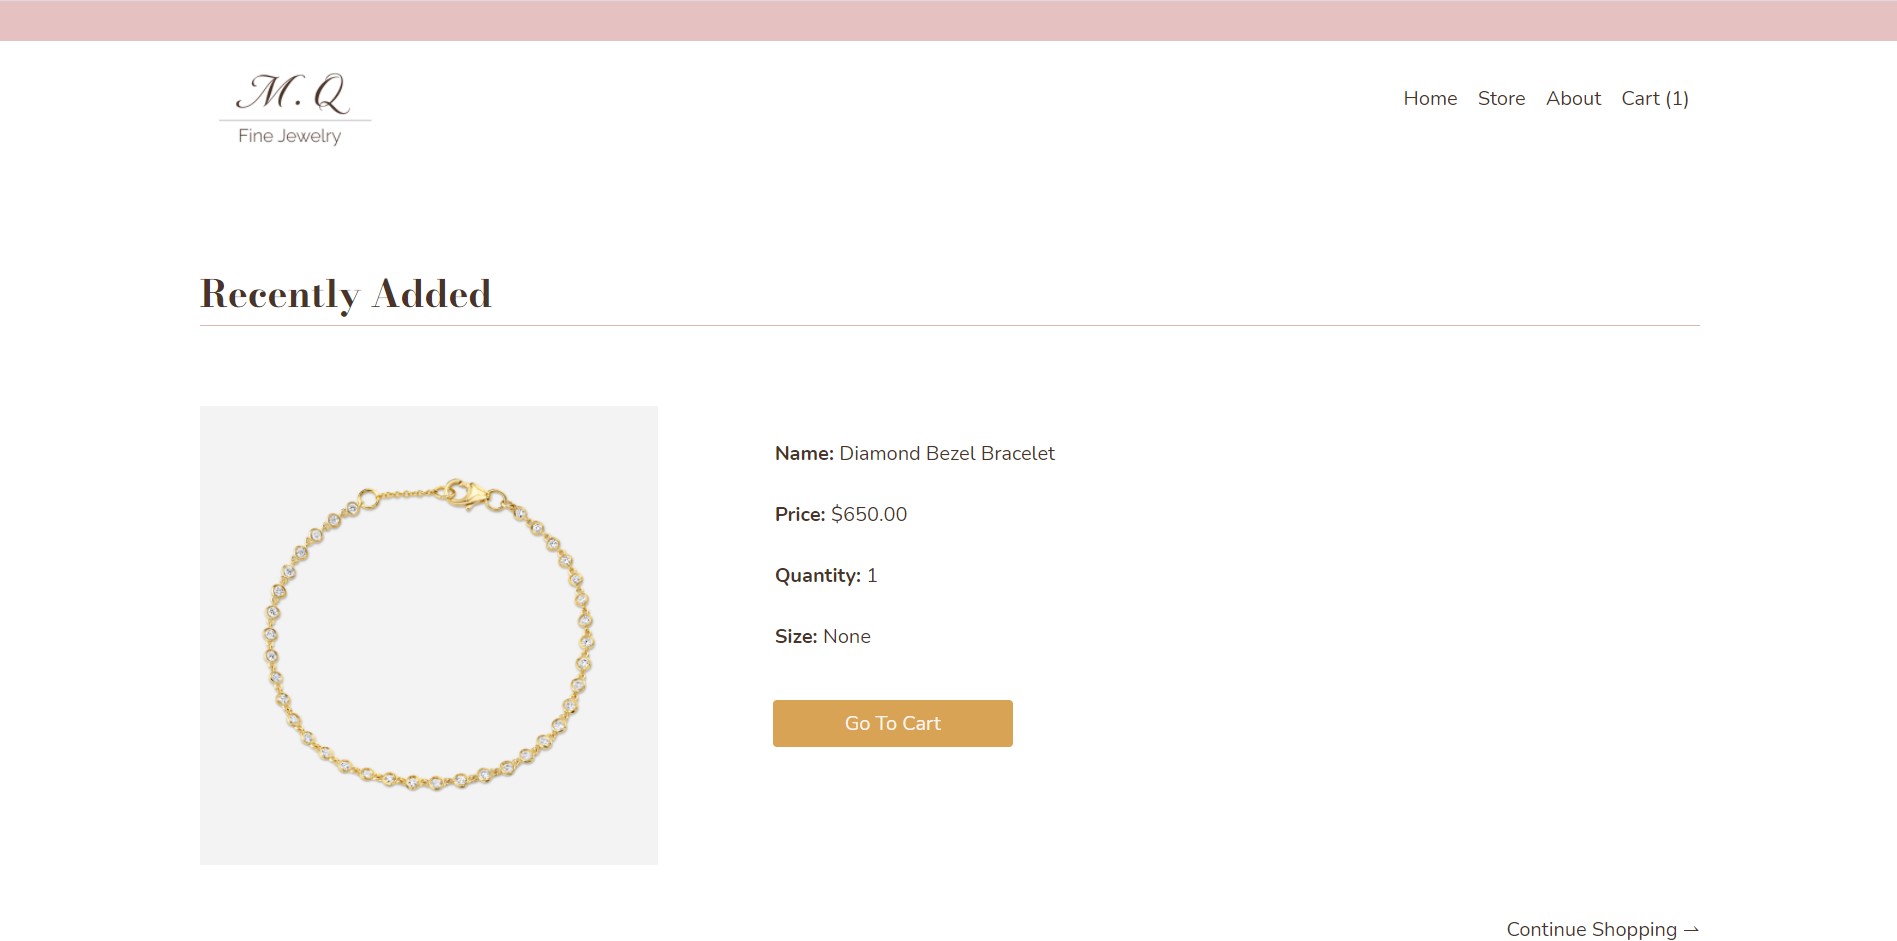 M. Q
Fine Jewelry
Home Store About Cart (1)
Recently Added
Name: Diamond Bezel Bracelet
Price: $650.00
Quantity: 1
Size: None
Go To Cart
Continue Shopping ⇀